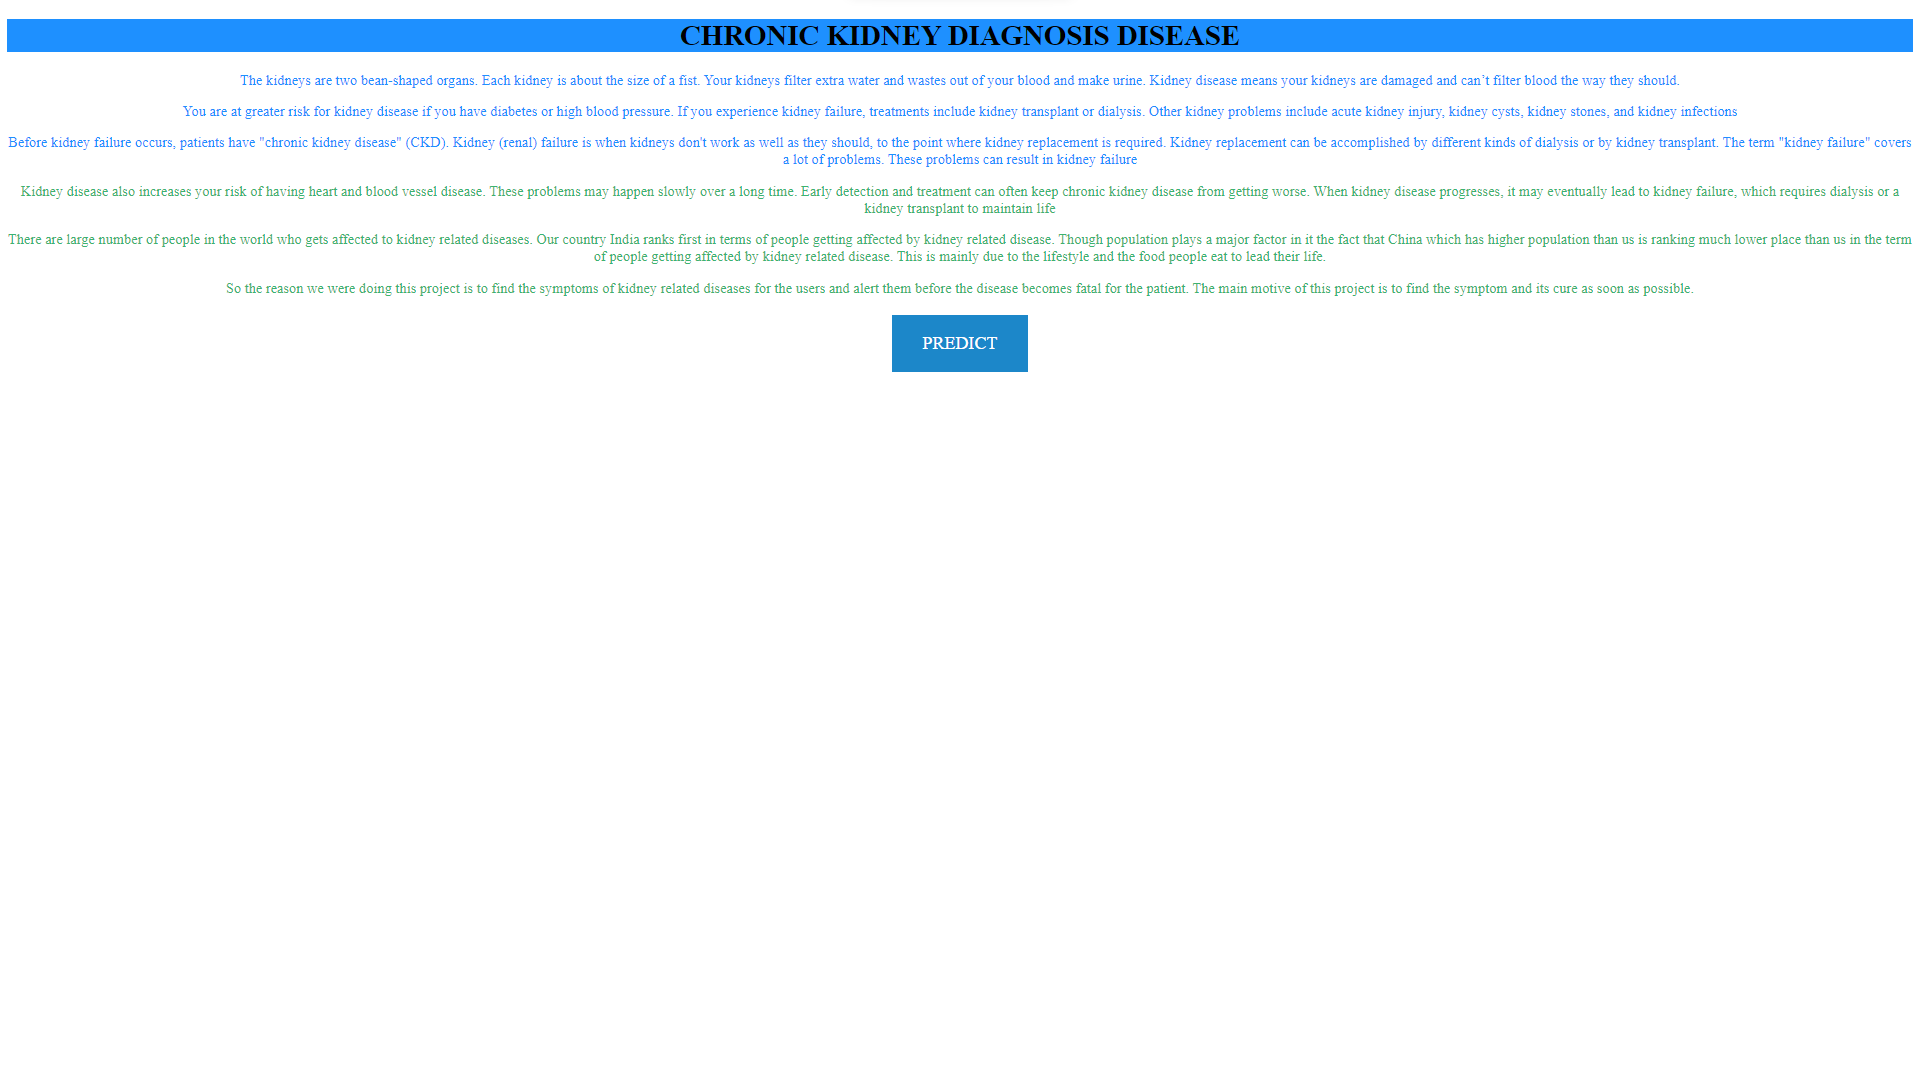 CHRONIC KIDNEY DIAGNOSIS DISEASE
The kidneys are two bean-shaped organs. Each kidney is about the size of a fist. Your kidneys filter extra water and wastes out of your blood and make urine. Kidney disease means your kidneys are damaged and can’t filter blood the way they should.
You are at greater risk for kidney disease if you have diabetes or high blood pressure. If you experience kidney failure, treatments include kidney transplant or dialysis. Other kidney problems include acute kidney injury, kidney cysts, kidney stones, and kidney infections
Before kidney failure occurs, patients have "chronic kidney disease" (CKD). Kidney (renal) failure is when kidneys don't work as well as they should, to the point where kidney replacement is required. Kidney replacement can be accomplished by different kinds of dialysis or by kidney transplant. The term "kidney failure" covers
a lot of problems. These problems can result in kidney failure
Kidney disease also increases your risk of having heart and blood vessel disease. These problems may happen slowly over a long time. Early detection and treatment can often keep chronic kidney disease from getting worse. When kidney disease progresses, it may eventually lead to kidney failure, which requires dialysis or a
kidney transplant to maintain life
There are large number of people in the world who gets affected to kidney related diseases. Our country India ranks first in terms of people getting affected by kidney related disease. Though population plays a major factor in it the fact that China which has higher population than us is ranking much lower place than us in the term
of people getting affected by kidney related disease. This is mainly due to the lifestyle and the food people eat to lead their life.
So the reason we were doing this project is to find the symptoms of kidney related diseases for the users and alert them before the disease becomes fatal for the patient. The main motive of this project is to find the symptom and its cure as soon as possible.
PREDICT